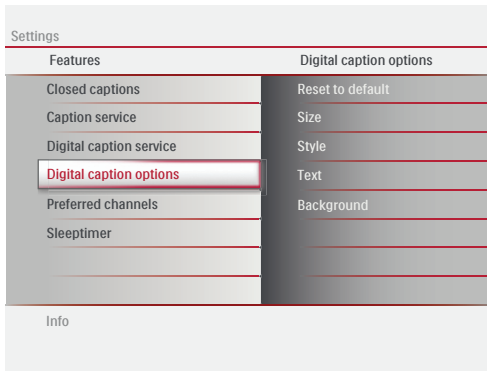 Settings
Features
Digital caption options
Closed captions
Reset to default
Caption service
Size
Digital caption service
Style
Digital caption options
Text
Preferred channels
Background
Sleeptimer
Info